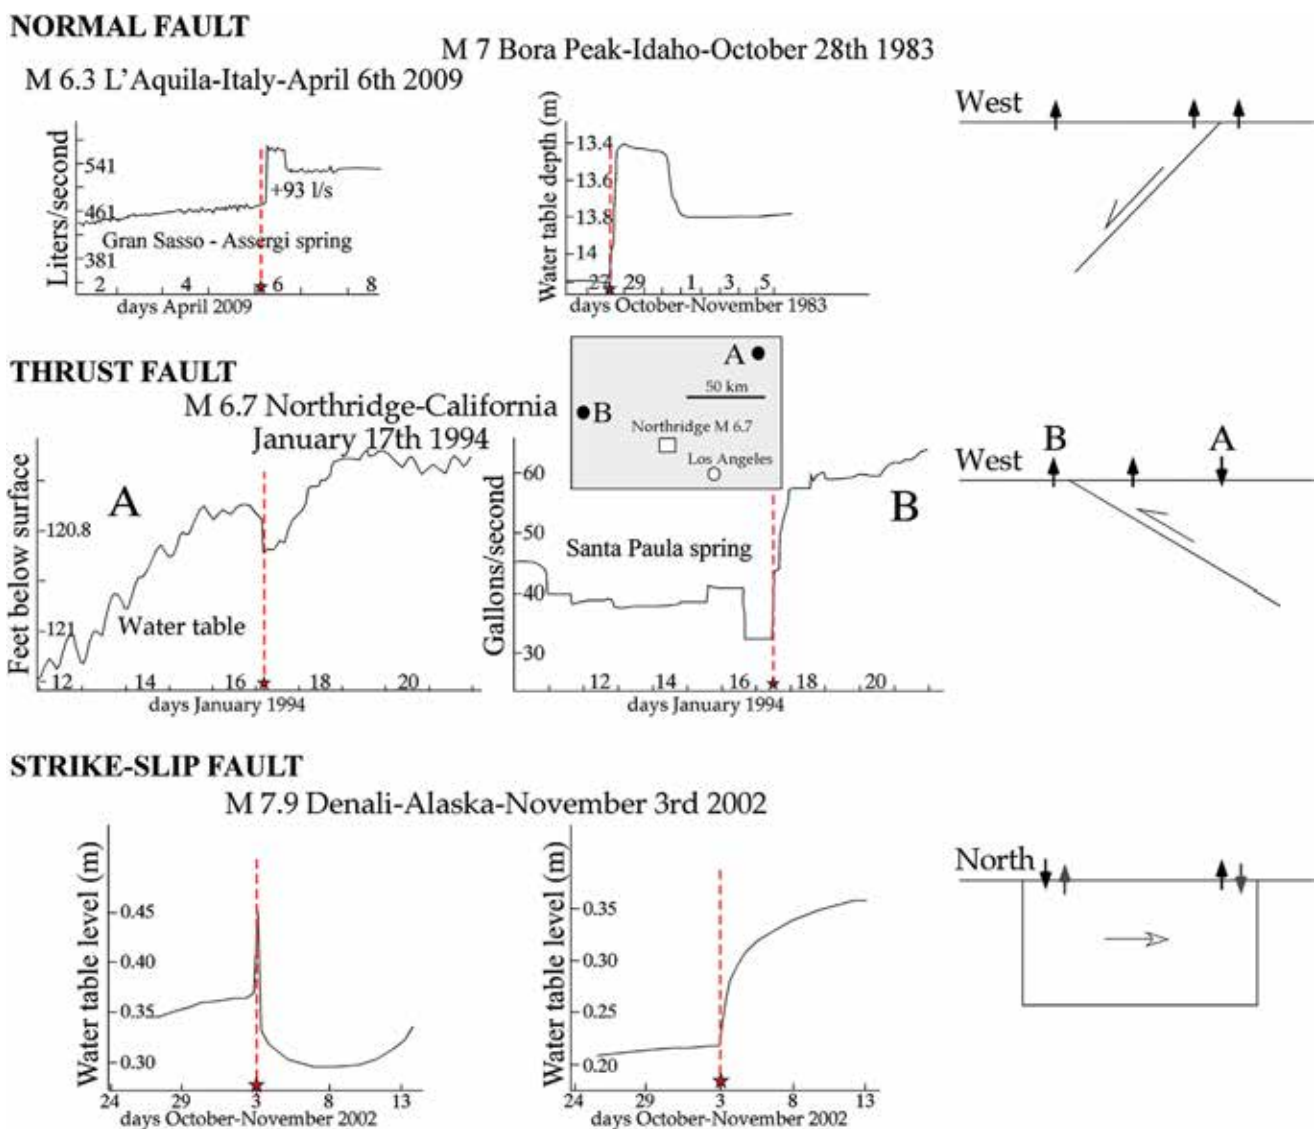 NORMAL FAULT
M 6.3 L'Aquila-Italy-April 6th 2009
Liters/second
541
461
381
+93 l/s
Gran Sasso - Assergi spring
2 4 6 8
days April 2009
M 7 Bora Peak-Idaho-October 28th 1983
Water table depth (m)
13.4
13.6
13.8
14
27 29 1 3 5
days October-November 1983
West
THRUST FAULT
M 6.7 Northridge-California
January 17th 1994
Feet below surface
A
-120.8
-121
Water table
-12 14 16 18 20
days January 1994
A
50 km
B
Northridge M 6.7
Los Angeles
Gallons/second
60
50
40
30
Santa Paula spring
B
12 14 16 18 20
days January 1994
B A
West
STRIKE-SLIP FAULT
M 7.9 Denali-Alaska-November 3rd 2002
Water table level (m)
0.45
0.40
0.35
0.30
24 29 3 8 13
days October-November 2002
Water table level (m)
0.35
0.30
0.25
0.20
24 29 3 8 13
days October-November 2002
North